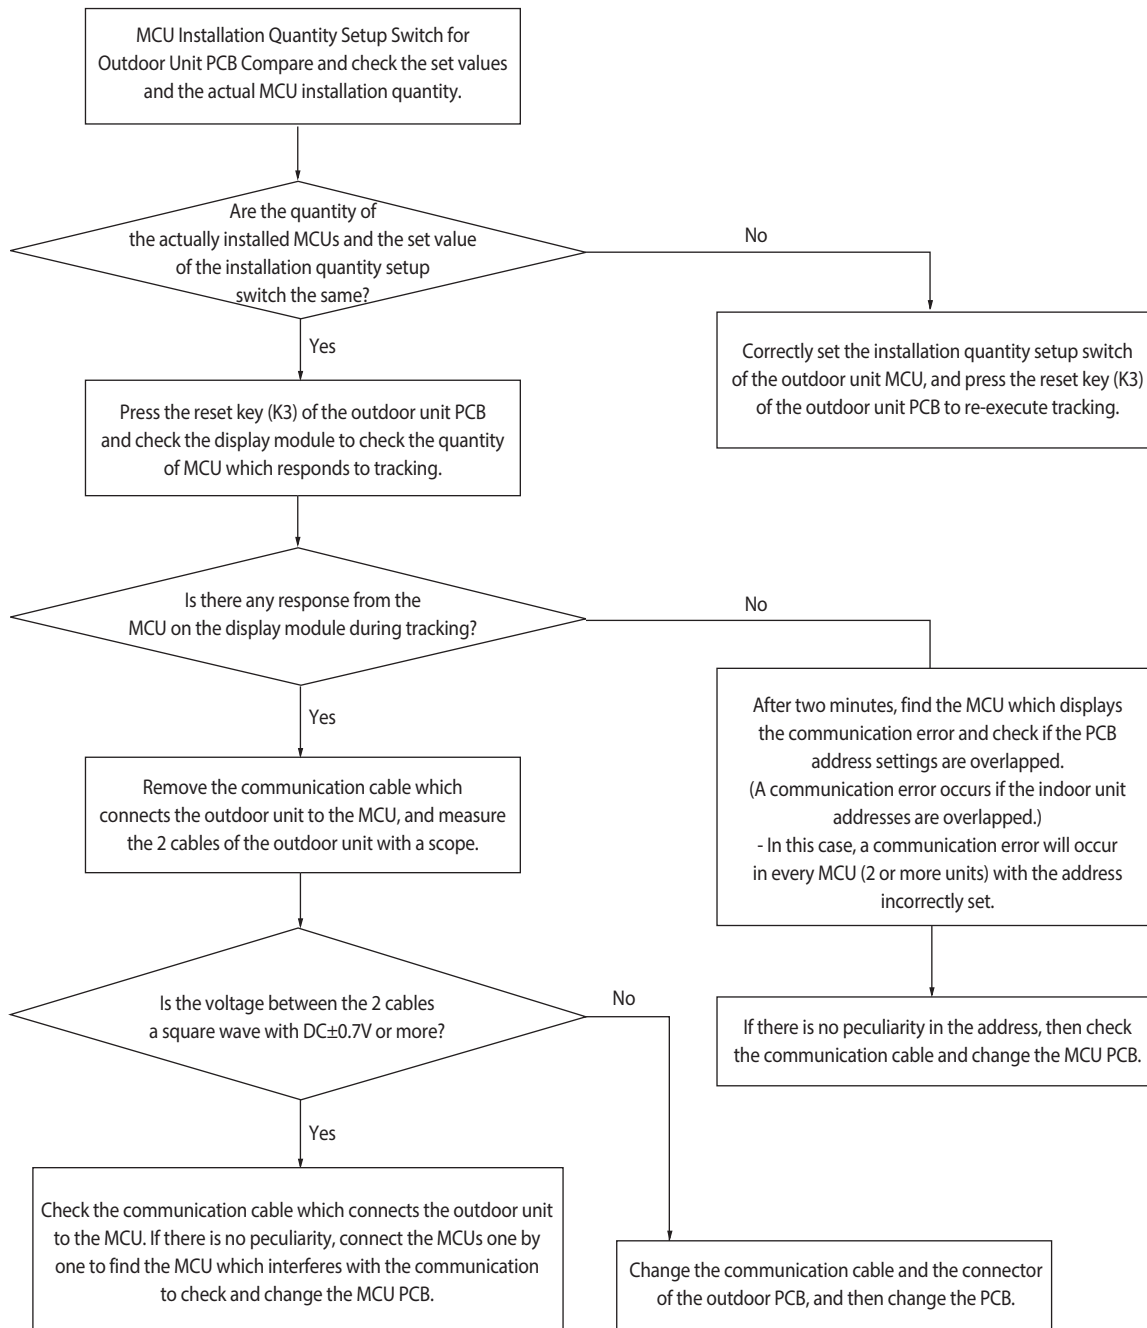 MCU Installation Quantity Setup Switch for
Outdoor Unit PCB Compare and check the set values
and the actual MCU installation quantity.
Are the quantity of
the actually installed MCUs and the set value
of the installation quantity setup
switch the same?
No
Correctly set the installation quantity setup switch
of the outdoor unit MCU, and press the reset key (K3)
of the outdoor unit PCB to re-execute tracking.
Yes
Press the reset key (K3) of the outdoor unit PCB
and check the display module to check the quantity
of MCU which responds to tracking.
Is there any response from the
MCU on the display module during tracking?
No
After two minutes, find the MCU which displays
the communication error and check if the PCB
address settings are overlapped.
(A communication error occurs if the indoor unit
addresses are overlapped.)
- In this case, a communication error will occur
in every MCU (2 or more units) with the address
incorrectly set.
If there is no peculiarity in the address, then check
the communication cable and change the MCU PCB.
Yes
Remove the communication cable which
connects the outdoor unit to the MCU, and measure
the 2 cables of the outdoor unit with a scope.
Is the voltage between the 2 cables
a square wave with DC±0.7V or more?
No
Yes
Check the communication cable which connects the outdoor unit
to the MCU. If there is no peculiarity, connect the MCUs one by
one to find the MCU which interferes with the communication
to check and change the MCU PCB.
Change the communication cable and the connector
of the outdoor PCB, and then change the PCB.